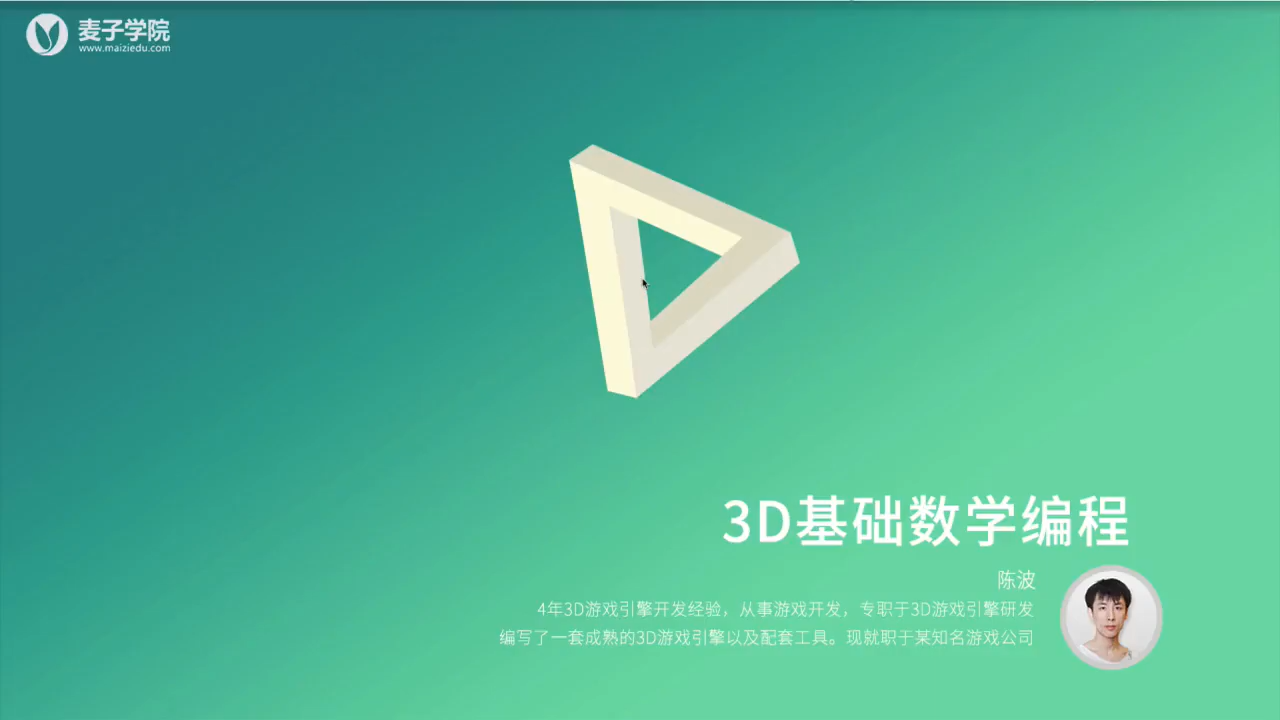 麦子学院
www.maiziedu.com
3D基础数学编程
陈波
4年3D游戏引擎开发经验，从事游戏开发，专职于3D游戏引擎研发
编写了一套成熟的3D游戏引擎以及配套工具。现就职于某知名游戏公司